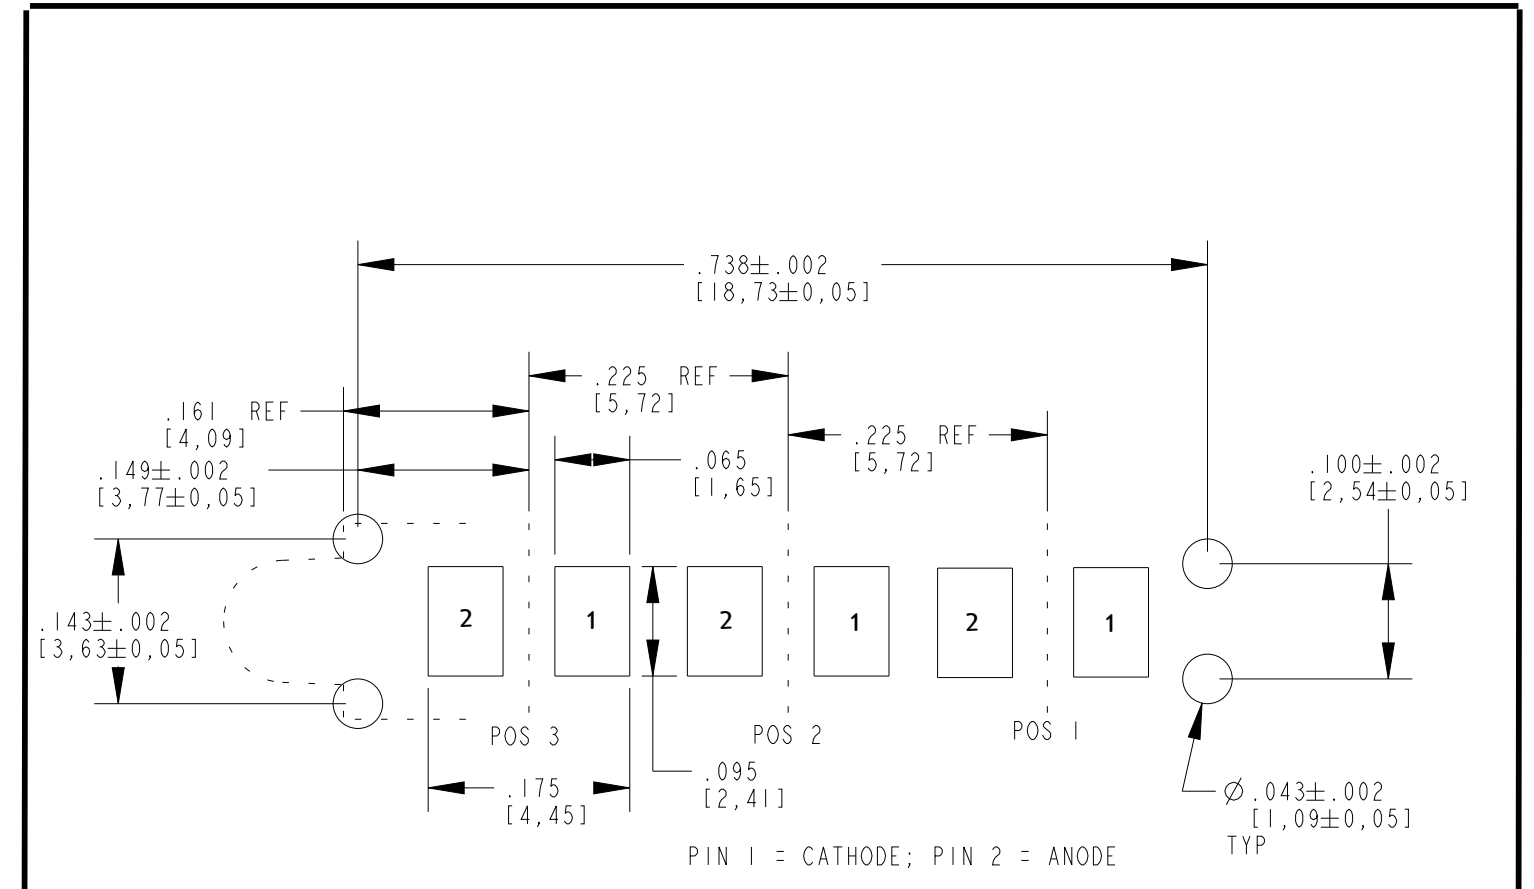 .738±.002
[18,73±0,05]
.225 REF
[5,72]
.161 REF
[4,09]
.225 REF
[5,72]
.065
[1,65]
.149±.002
[3,77±0,05]
.100±.002
[2,54±0,05]
.143±.002
[3,63±0,05]
2 1 2 1 2 1
POS 3 POS 2 POS 1
.175
[4,45]
.095
[2,41]
Ø.043±.002
[1,09±0,05]
TYP
PIN 1 = CATHODE; PIN 2 = ANODE